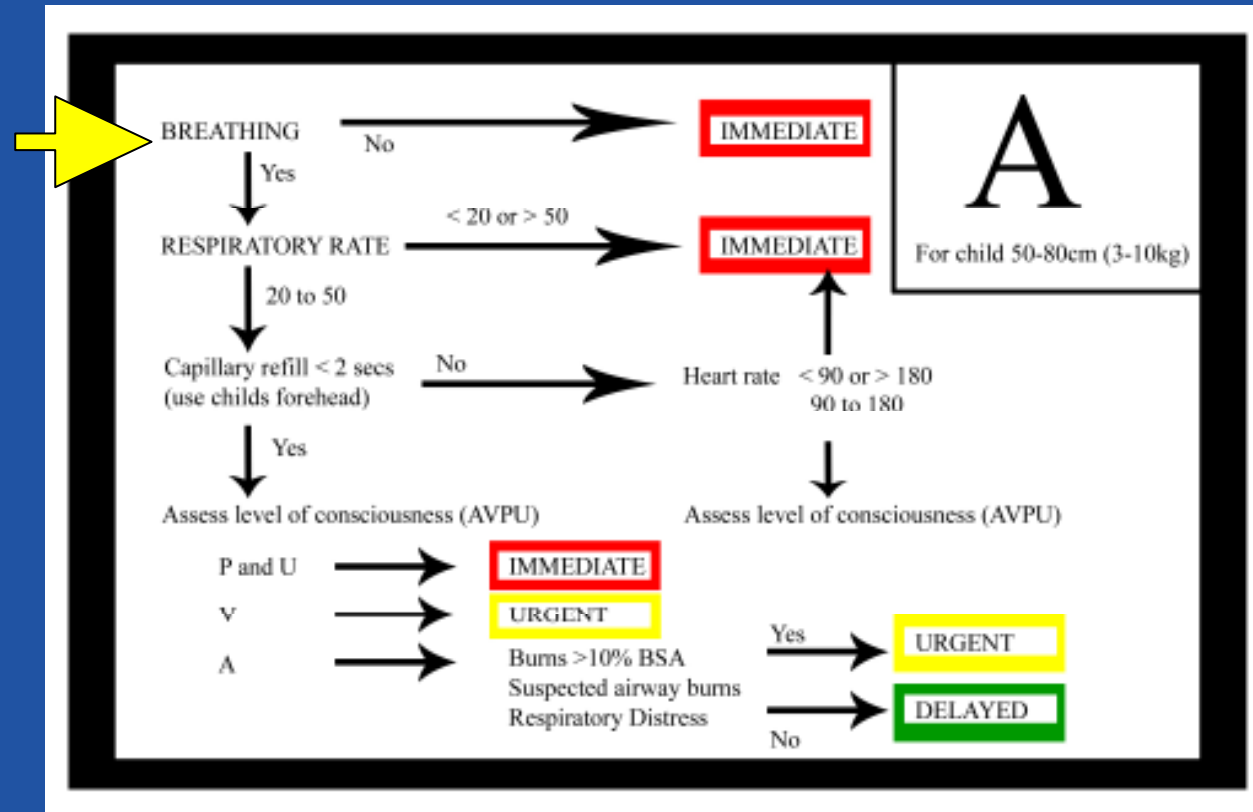 BREATHING
No
IMMEDIATE
A
For child 50-80cm (3-10kg)
Yes
RESPIRATORY RATE
< 20 or > 50
IMMEDIATE
20 to 50
Capillary refill < 2 secs
(use childs forehead)
No
Heart rate < 90 or > 180
90 to 180
Yes
Assess level of consciousness (AVPU)
Assess level of consciousness (AVPU)
P and U
IMMEDIATE
V
URGENT
A
Burns >10% BSA
Suspected airway burns
Respiratory Distress
Yes
URGENT
No
DELAYED